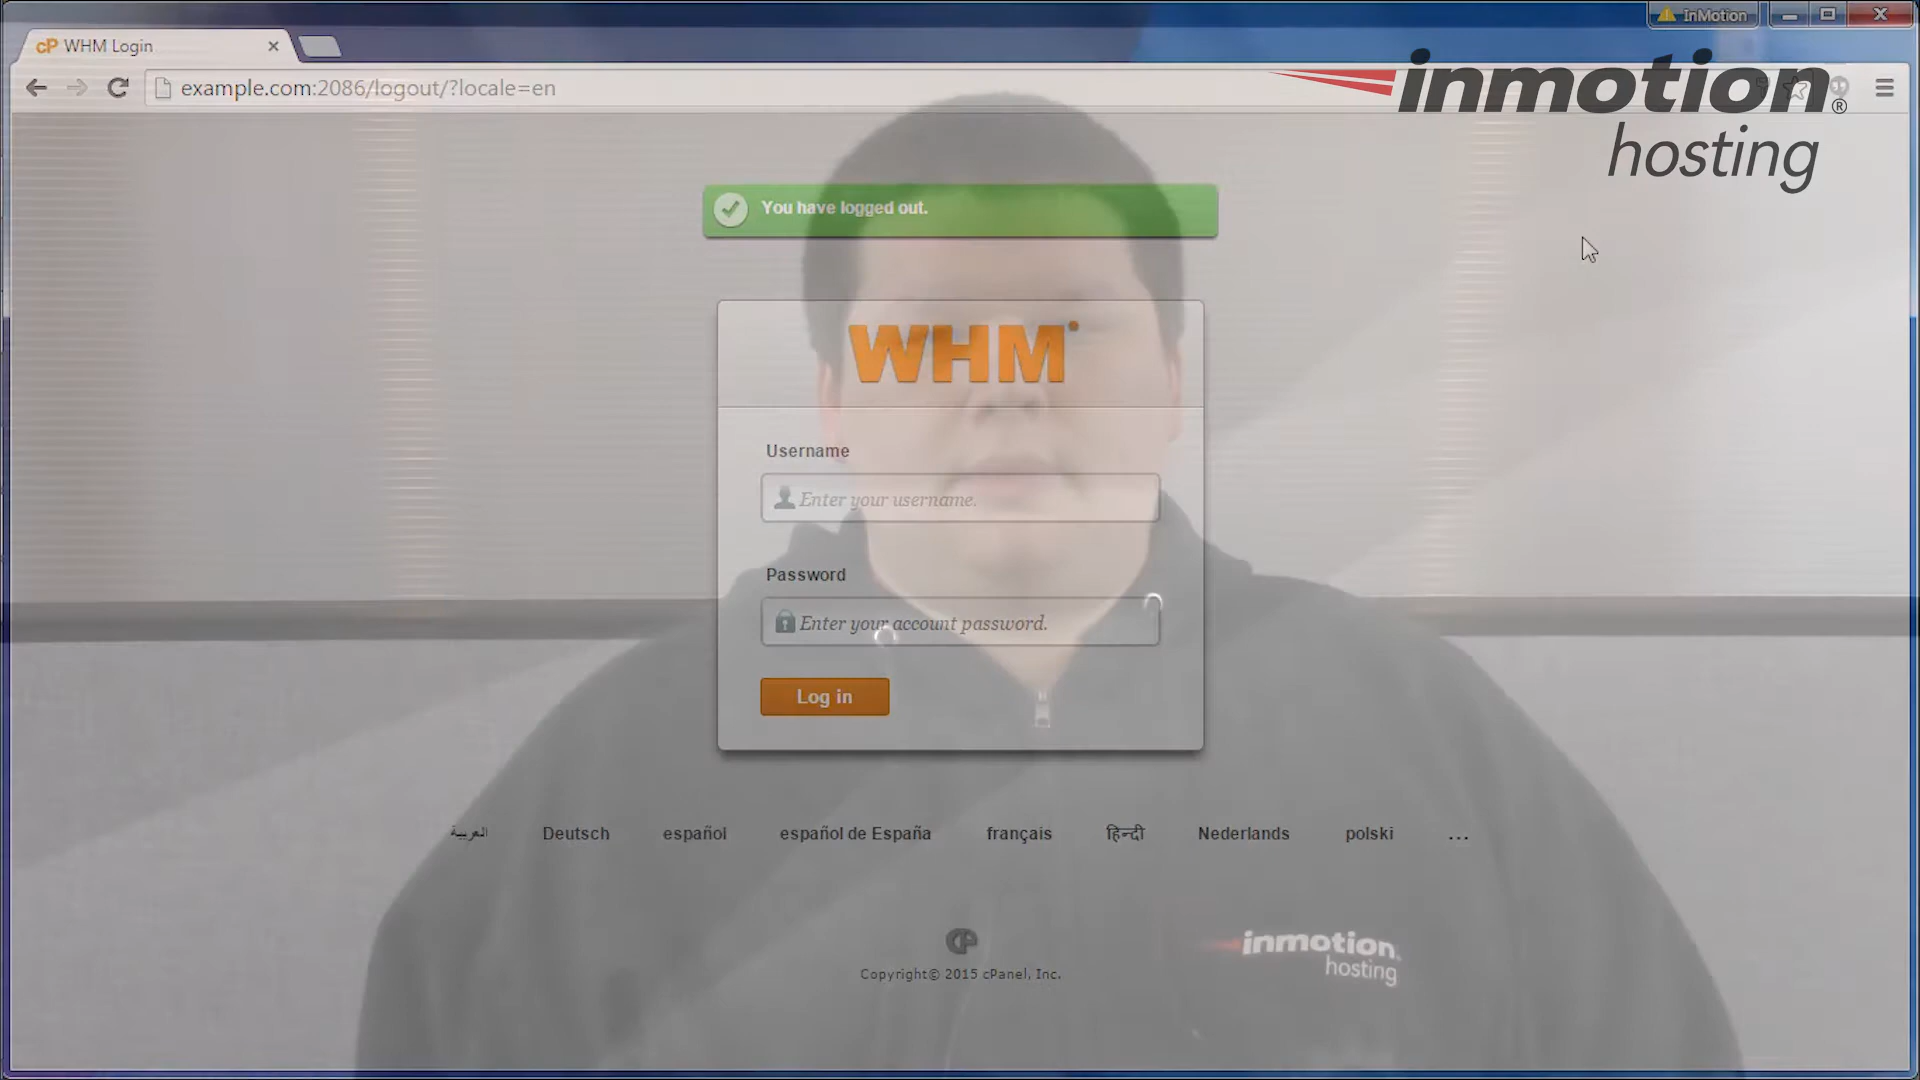 InMotion
cP WHM Login
example.com:2086/logout/?locale=en
inmotion®
hosting
You have logged out.
WHM
Username
Enter your username.
Password
Enter your account password.
Log in
العربية Deutsch español español de España français हिन्दी Nederlands polski ...
inmotion
hosting
cP
Copyright© 2015 cPanel, Inc.